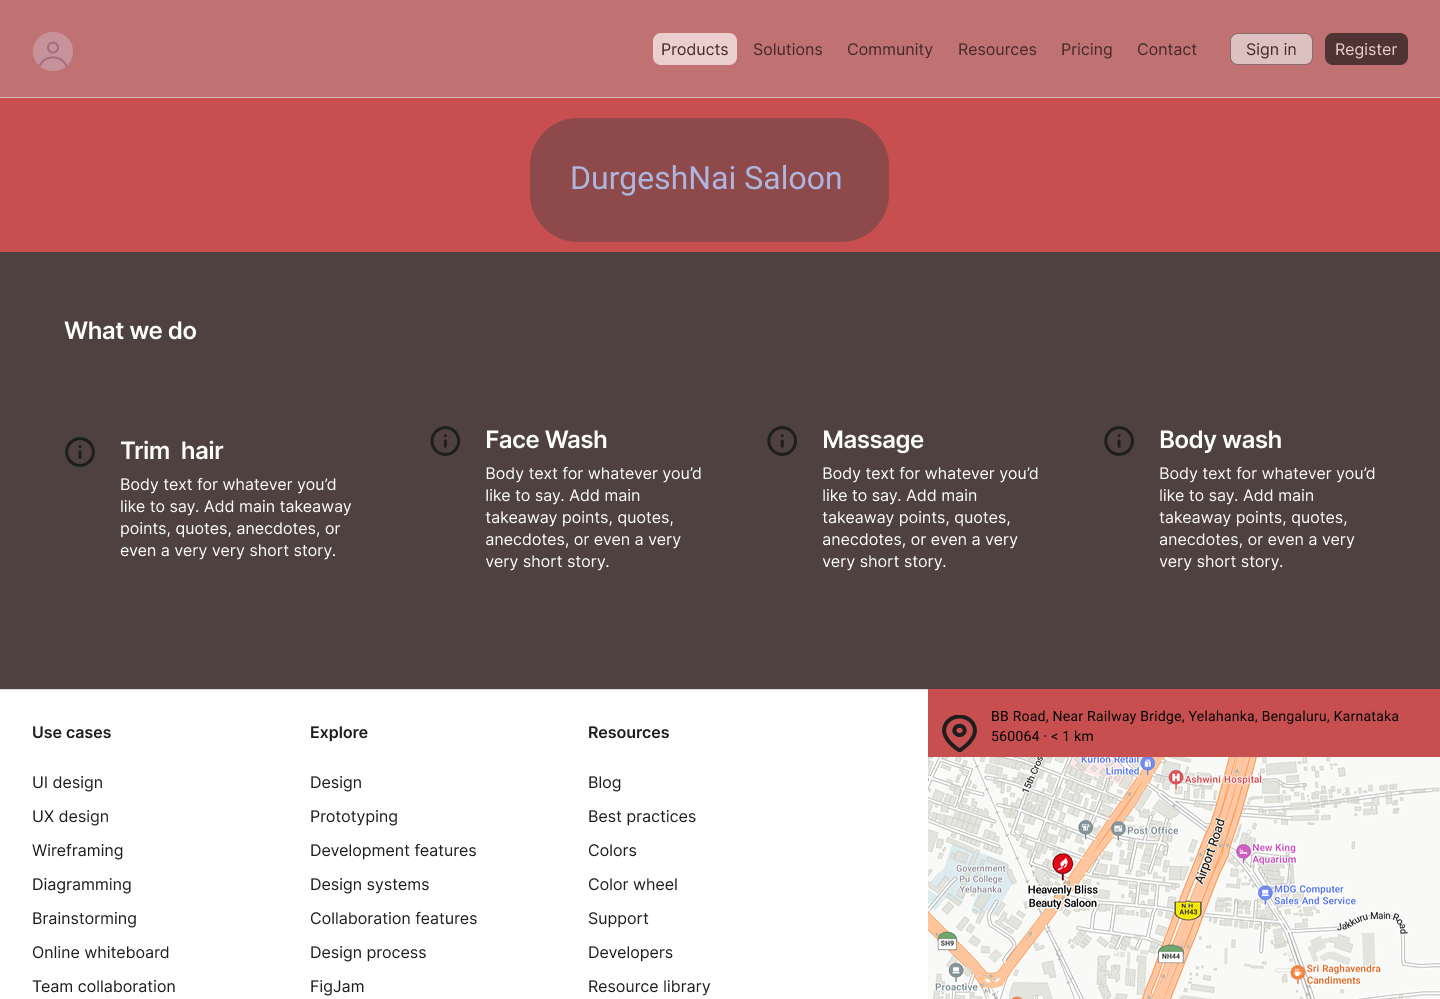 Products Solutions Community Resources Pricing Contact Sign in Register
DurgeshNai Saloon
What we do
Trim hair
Body text for whatever you’d
like to say. Add main takeaway
points, quotes, anecdotes, or
even a very very short story.
Face Wash
Body text for whatever you’d
like to say. Add main
takeaway points, quotes,
anecdotes, or even a very
very short story.
Massage
Body text for whatever you’d
like to say. Add main
takeaway points, quotes,
anecdotes, or even a very
very short story.
Body wash
Body text for whatever you’d
like to say. Add main
takeaway points, quotes,
anecdotes, or even a very
very short story.
Use cases
UI design
UX design
Wireframing
Diagramming
Brainstorming
Online whiteboard
Team collaboration
Explore
Design
Prototyping
Development features
Design systems
Collaboration features
Design process
FigJam
Resources
Blog
Best practices
Colors
Color wheel
Support
Developers
Resource library
BB Road, Near Railway Bridge, Yelahanka, Bengaluru, Karnataka
560064 · < 1 km
Kurion Retail
Limited
15th Cros
Ashwini Hospital
Post Office
Airport Road
New King
Aquarium
Government
Pu College
Yelahanka
Heavenly Bliss
Beauty Saloon
MDG Computer
Sales And Service
NH
AH43
Jakkuru Main Road
SH9
NH44
Sri Raghavendra
Candiments
Proactive